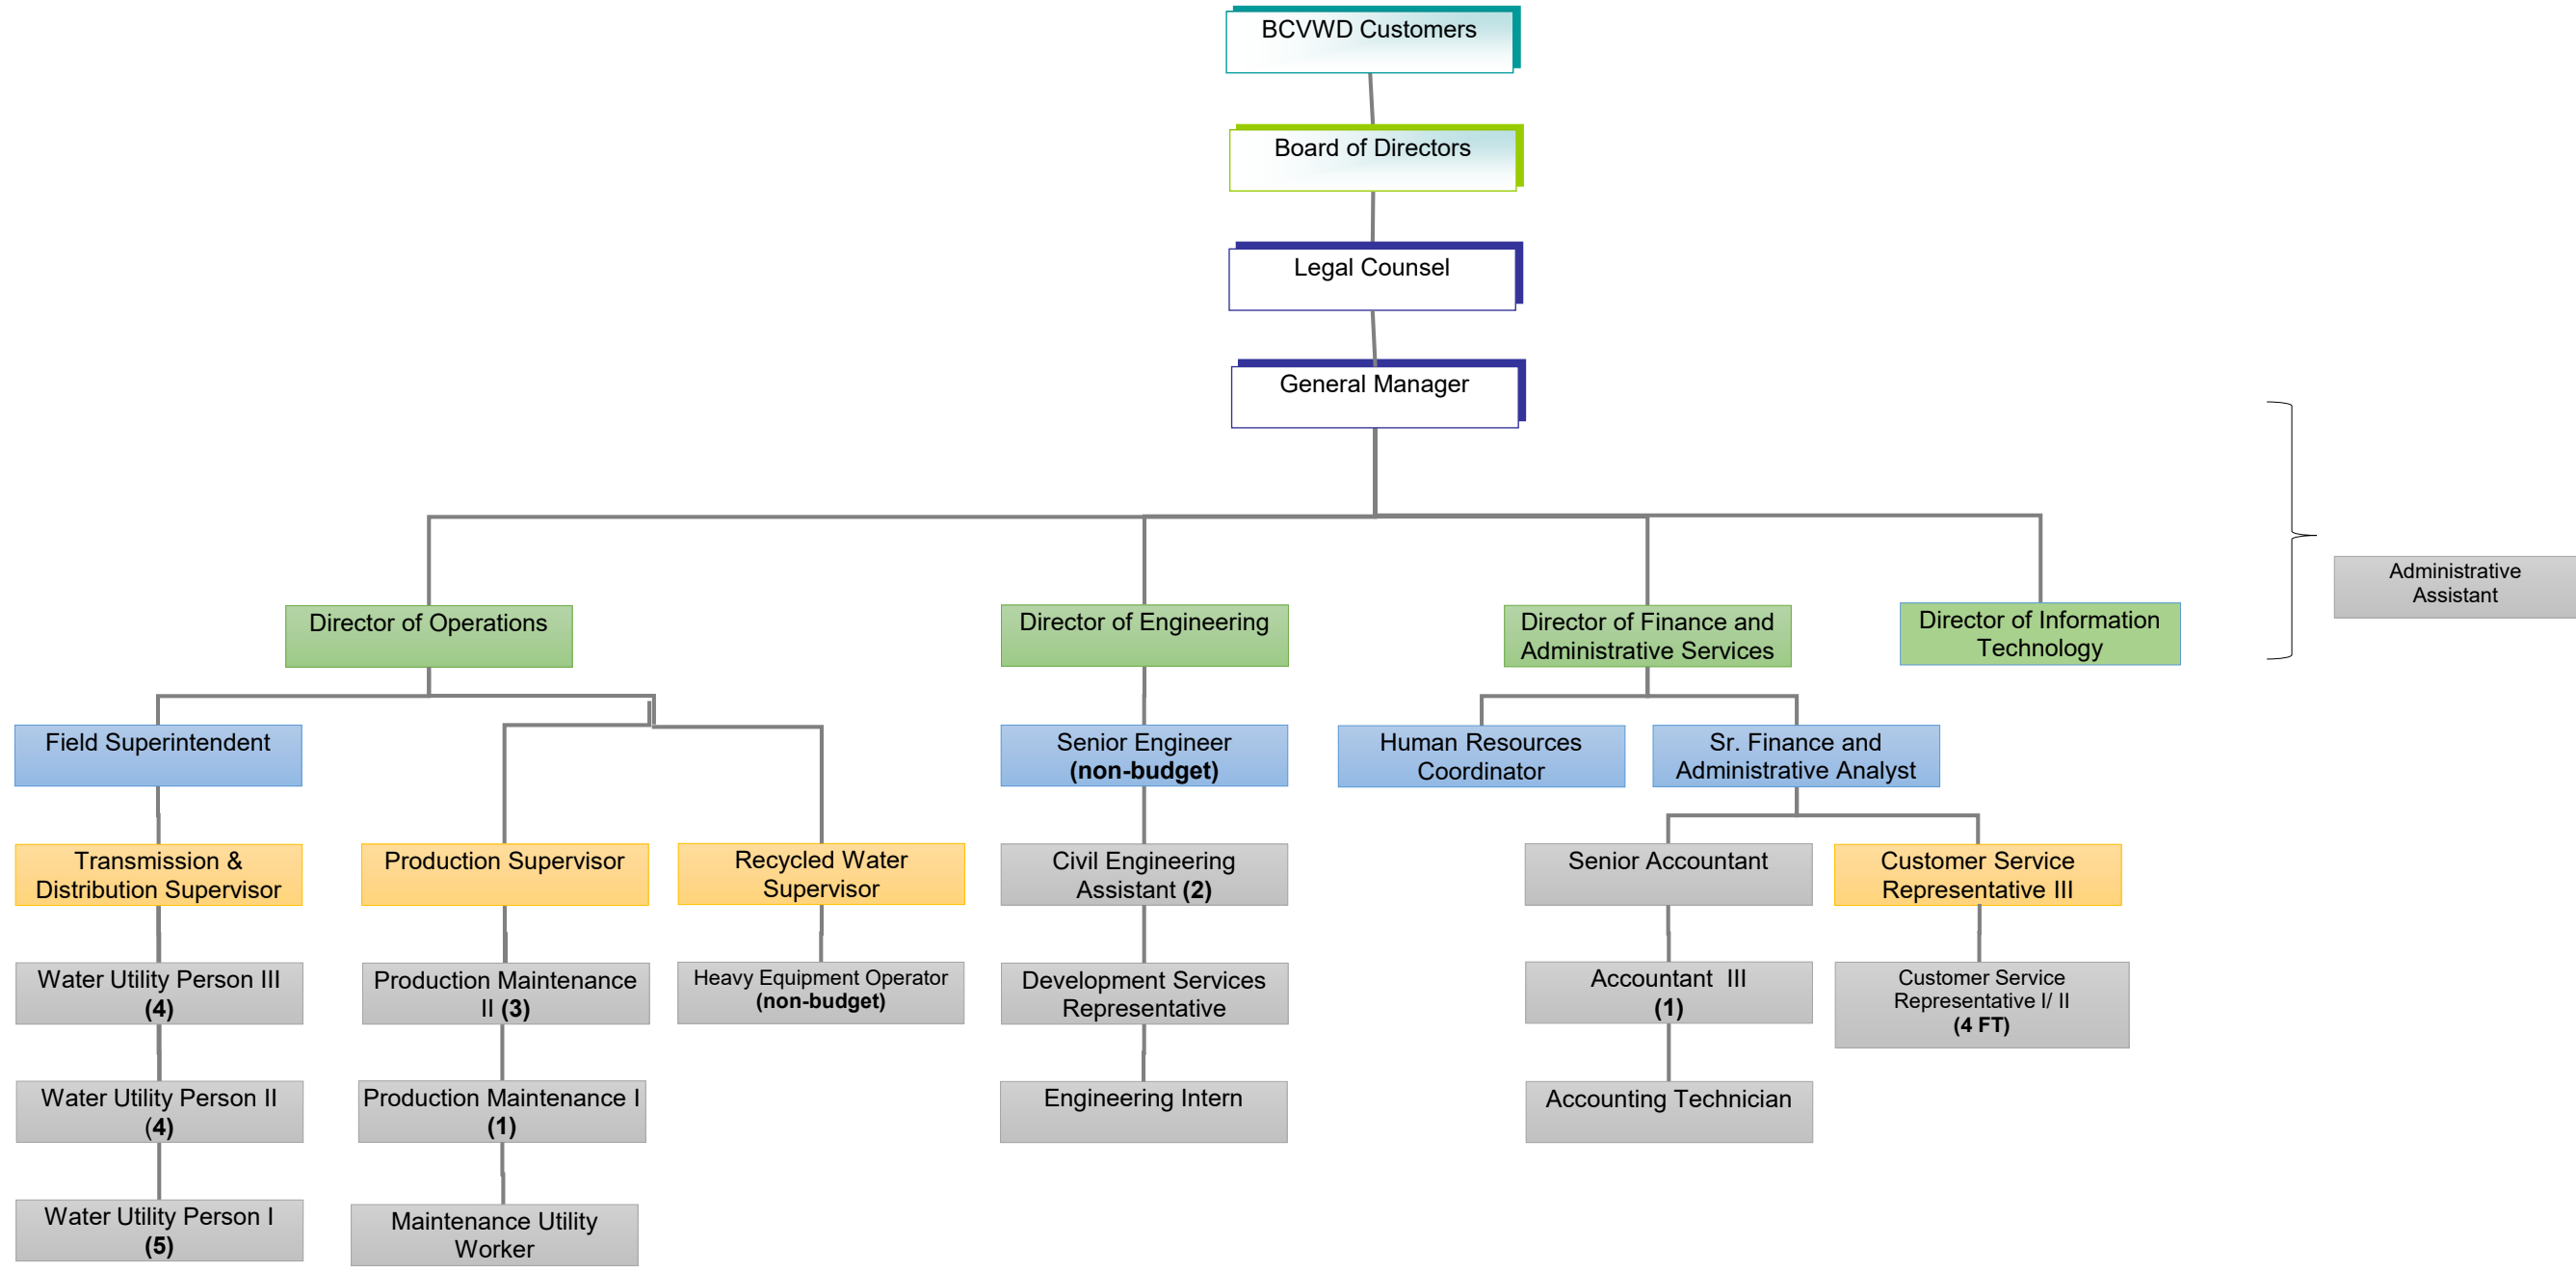 BCVWD Customers
Board of Directors
Legal Counsel
General Manager
Administrative
Assistant
Director of Operations
Director of Engineering
Director of Finance and
Administrative Services
Director of Information
Technology
Field Superintendent
Senior Engineer
(non-budget)
Human Resources
Coordinator
Sr. Finance and
Administrative Analyst
Transmission &
Distribution Supervisor
Production Supervisor
Recycled Water
Supervisor
Civil Engineering
Assistant (2)
Senior Accountant
Customer Service
Representative III
Water Utility Person III
(4)
Production Maintenance
II (3)
Heavy Equipment Operator
(non-budget)
Development Services
Representative
Accountant  III
(1)
Customer Service
Representative I/ II
(4 FT)
Water Utility Person II
(4)
Production Maintenance I
(1)
Engineering Intern
Accounting Technician
Water Utility Person I
(5)
Maintenance Utility
Worker